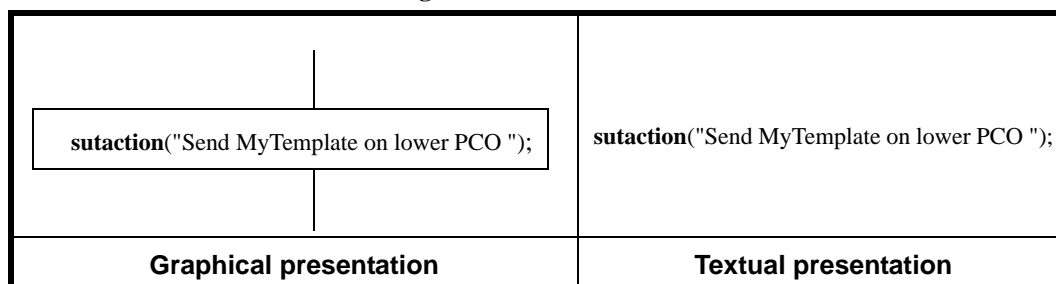 sutaction("Send MyTemplate on lower PCO ");
sutaction("Send MyTemplate on lower PCO ");
Graphical presentation
Textual presentation